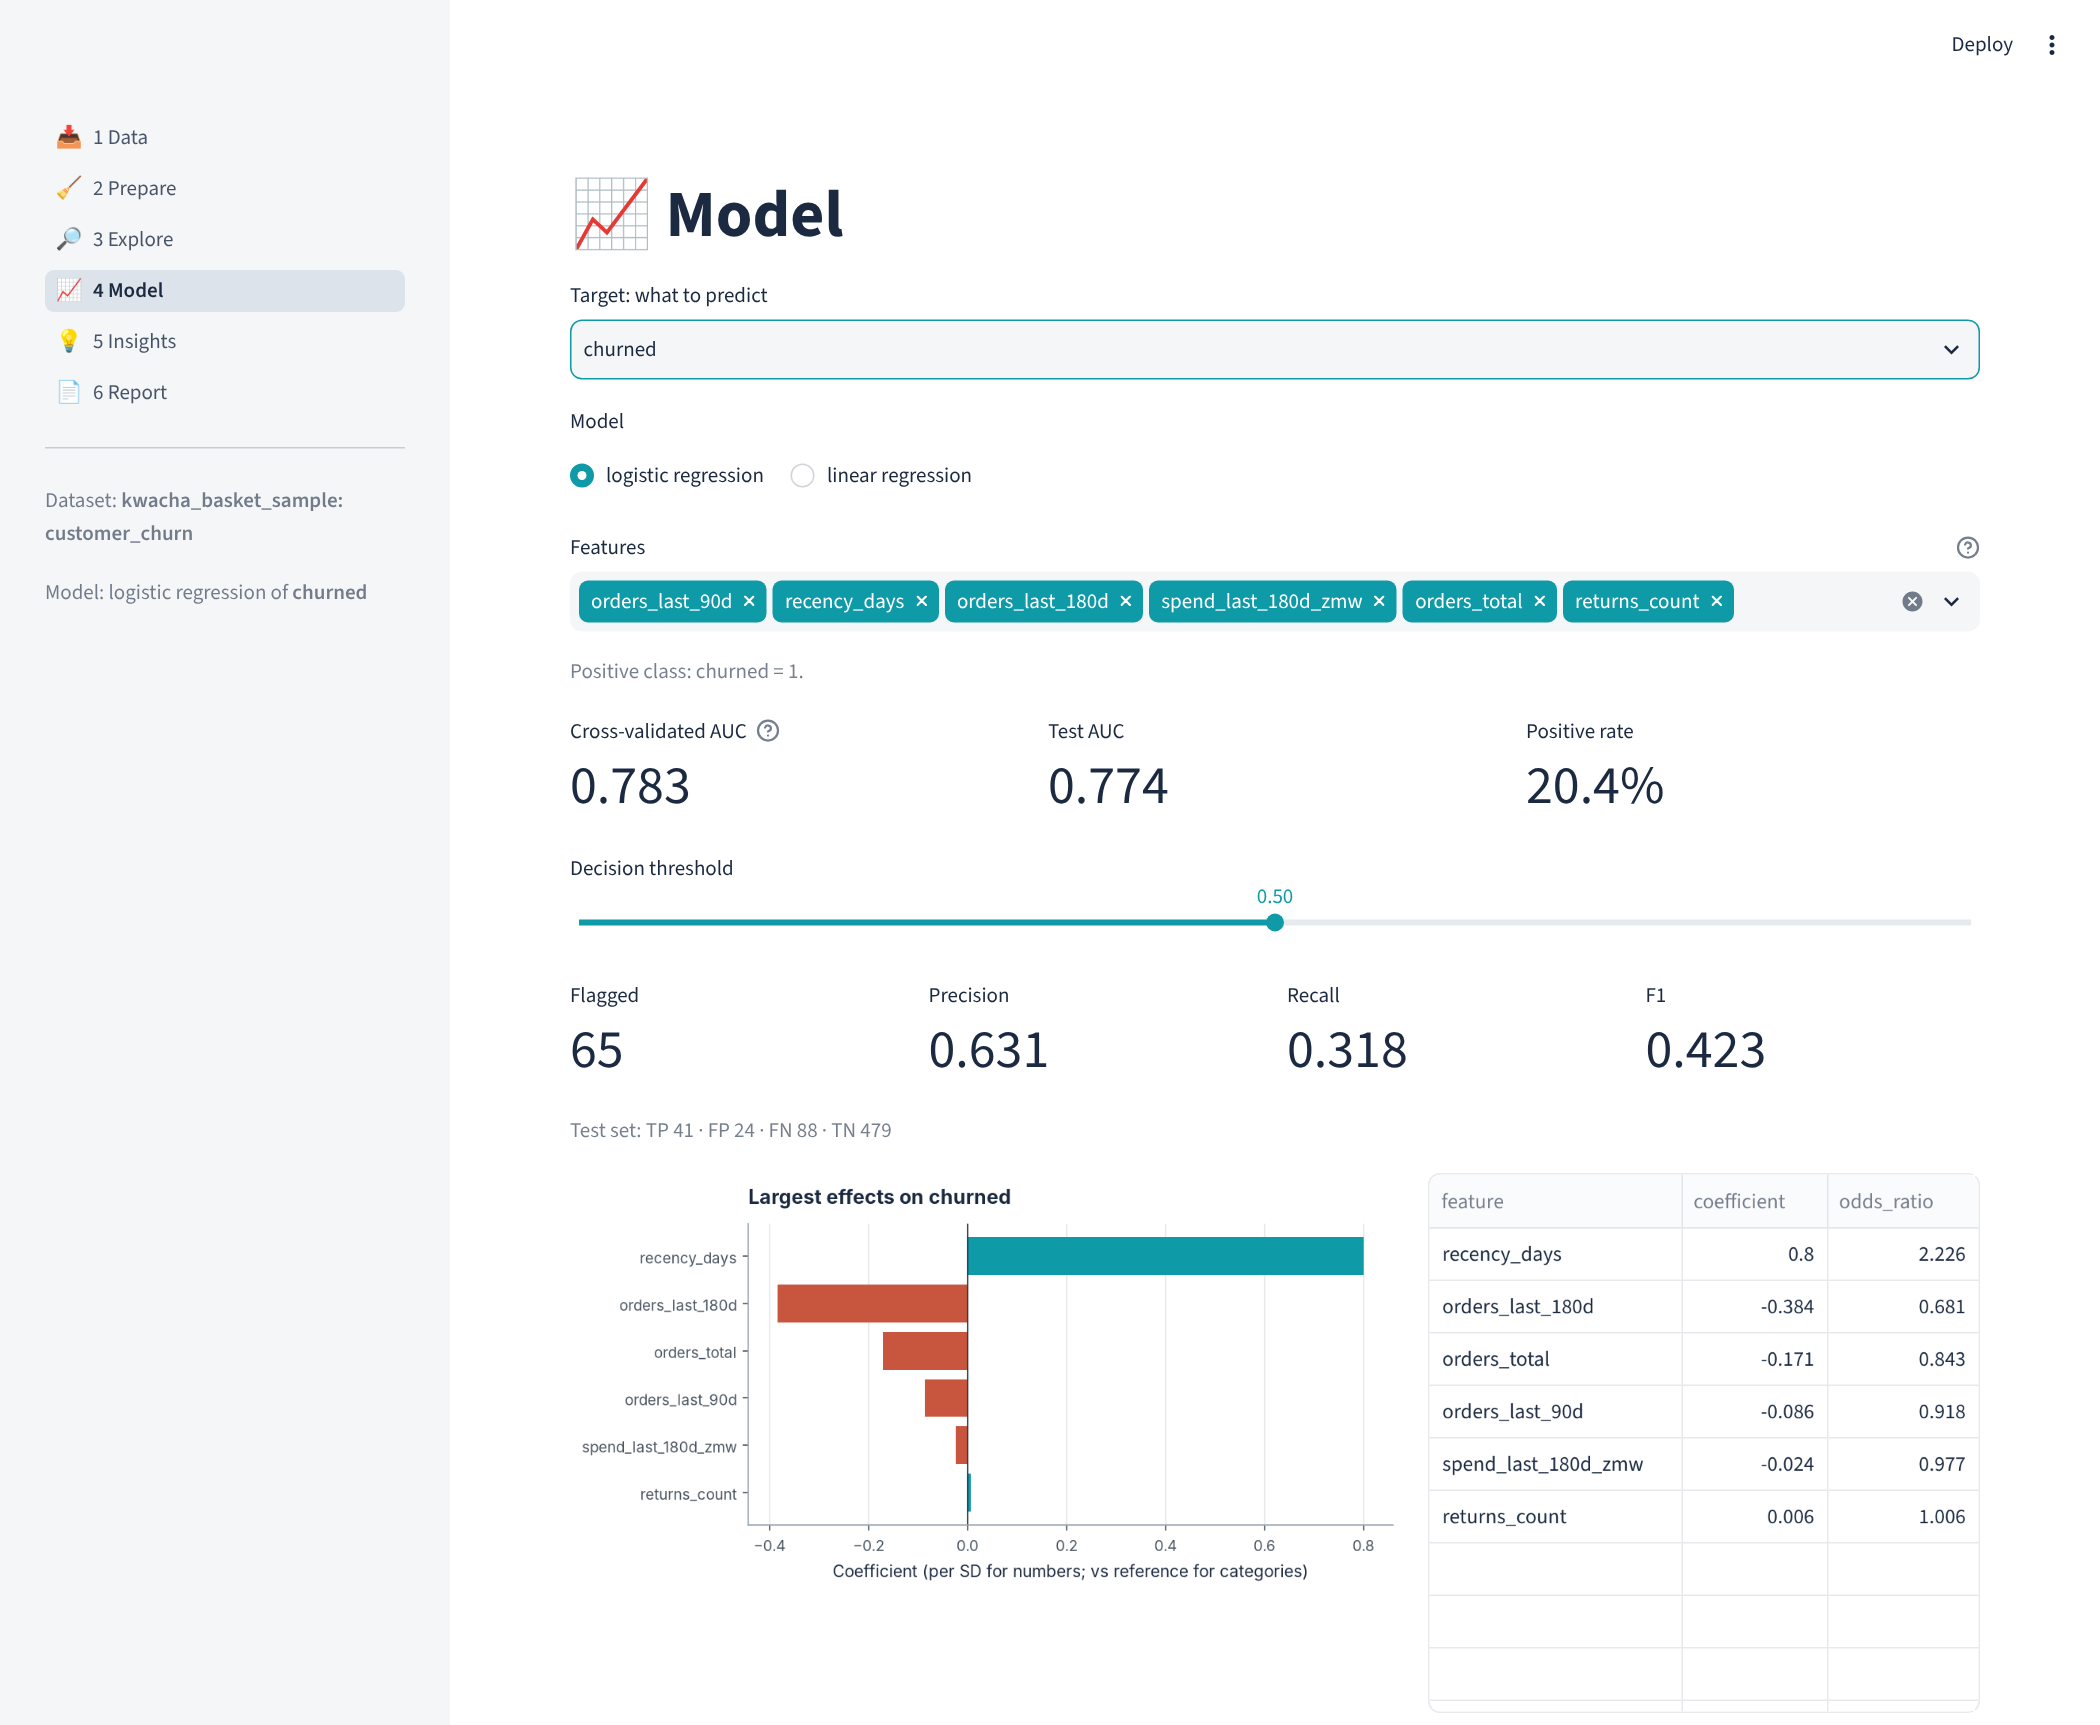 Deploy
1 Data
2 Prepare
3 Explore
4 Model
5 Insights
6 Report
Dataset: kwacha_basket_sample:
customer_churn
Model: logistic regression of churned
Model
Target: what to predict
churned
Model
logistic regression linear regression
Features
orders_last_90d recency_days orders_last_180d spend_last_180d_zmw orders_total returns_count
Positive class: churned = 1.
Cross-validated AUC Test AUC Positive rate
0.783 0.774 20.4%
Decision threshold
0.50
Flagged Precision Recall F1
65 0.631 0.318 0.423
Test set: TP 41 · FP 24 · FN 88 · TN 479
Largest effects on churned
recency_days
orders_last_180d
orders_total
orders_last_90d
spend_last_180d_zmw
returns_count
−0.4 −0.2 0.0 0.2 0.4 0.6 0.8
Coefficient (per SD for numbers; vs reference for categories)
feature coefficient odds_ratio
recency_days 0.8 2.226
orders_last_180d -0.384 0.681
orders_total -0.171 0.843
orders_last_90d -0.086 0.918
spend_last_180d_zmw -0.024 0.977
returns_count 0.006 1.006